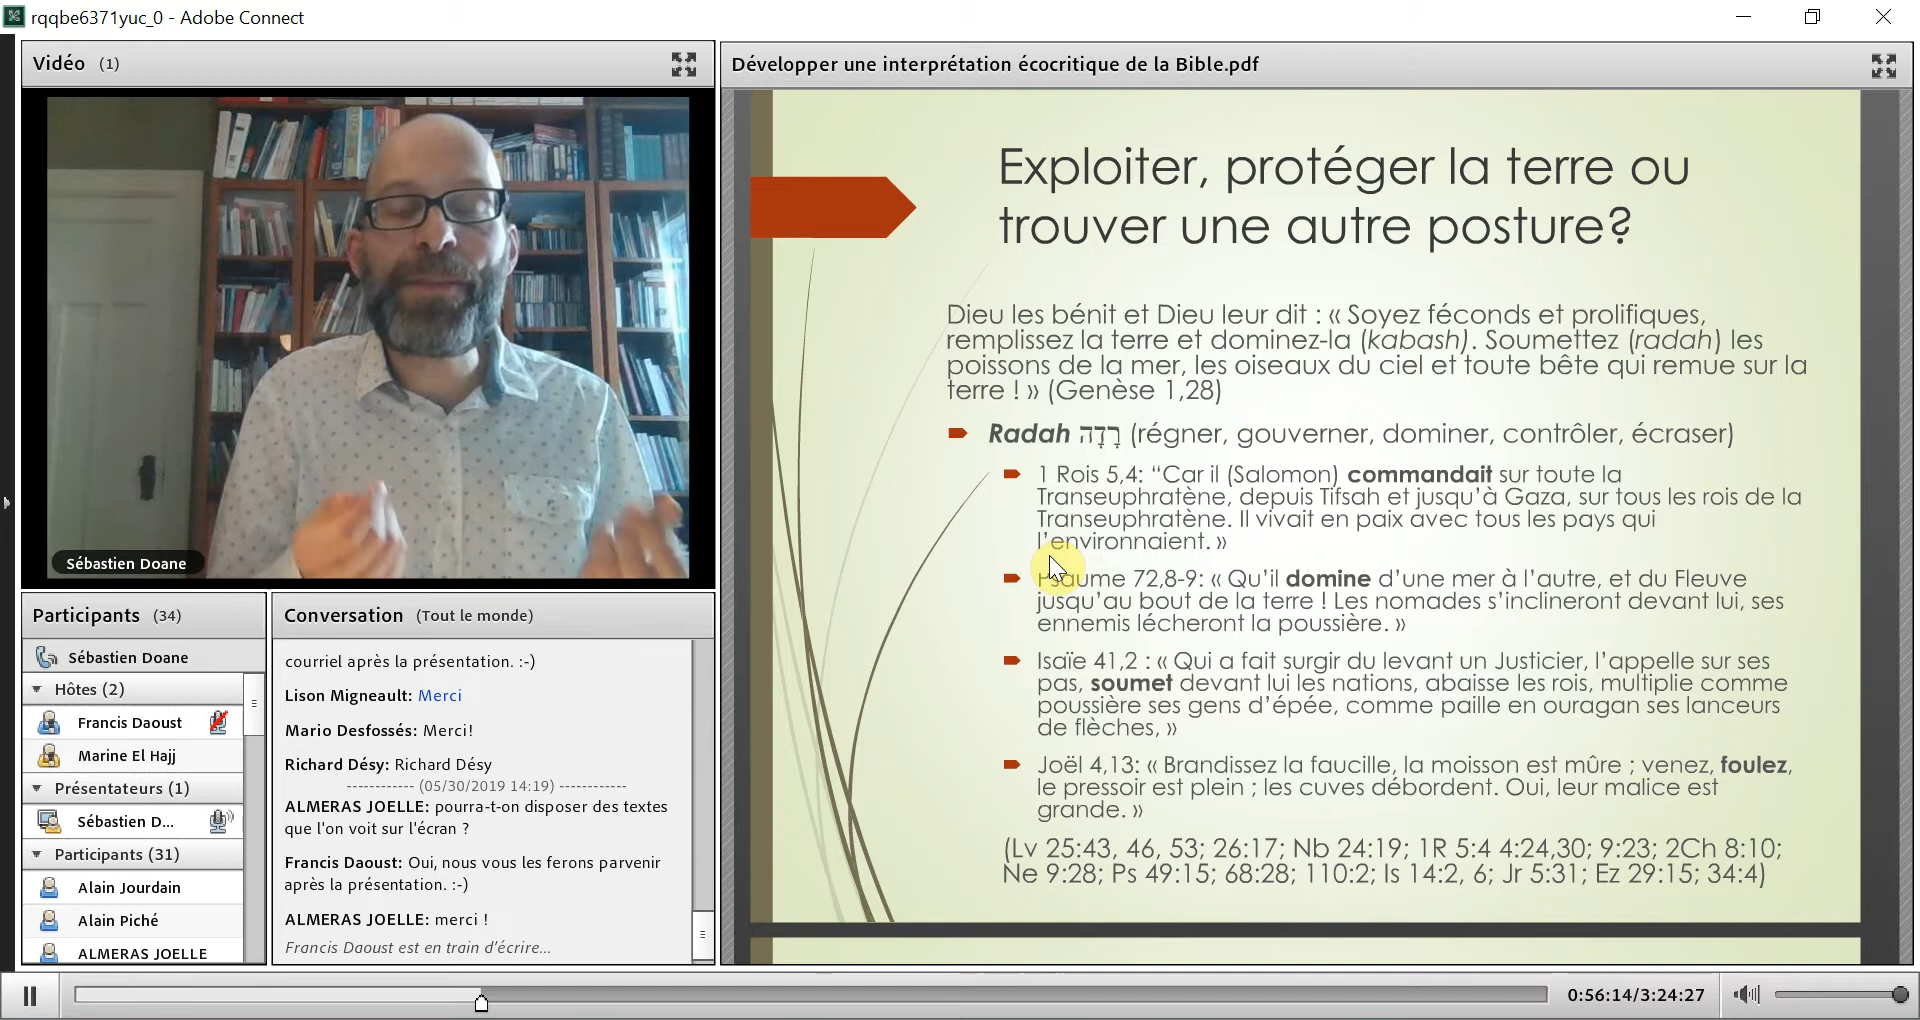 rqqbe6371yuc_0 - Adobe Connect
Vidéo (1)
Sébastien Doane
Participants (34)
Sébastien Doane
Hôtes (2)
Francis Daoust
Marine El Hajj
Présentateurs (1)
Sébastien D...
Participants (31)
Alain Jourdain
Alain Piché
ALMERAS JOELLE
Conversation (Tout le monde)
courriel après la présentation. :-)
Lison Migneault: Merci
Mario Desfossés: Merci!
Richard Désy: Richard Désy
------------ (05/30/2019 14:19) ------------
ALMERAS JOELLE: pourra-t-on disposer des textes
que l'on voit sur l'écran ?
Francis Daoust: Oui, nous vous les ferons parvenir
après la présentation. :-)
ALMERAS JOELLE: merci !
Francis Daoust est en train d'écrire...
Développer une interprétation écocritique de la Bible.pdf
Exploiter, protéger la terre ou
trouver une autre posture?
Dieu les bénit et Dieu leur dit : « Soyez féconds et prolifiques,
remplissez la terre et dominez-la (kabash). Soumettez (radah) les
poissons de la mer, les oiseaux du ciel et toute bête qui remue sur la
terre ! » (Genèse 1,28)
Radah רָדָה (régner, gouverner, dominer, contrôler, écraser)
1 Rois 5,4: “Car il (Salomon) commandait sur toute la
Transeuphratène, depuis Tifsah et jusqu’à Gaza, sur tous les rois de la
Transeuphratène. Il vivait en paix avec tous les pays qui
l’environnaient. »
Psaume 72,8-9: « Qu’il domine d’une mer à l’autre, et du Fleuve
jusqu’au bout de la terre ! Les nomades s’inclineront devant lui, ses
ennemis lécheront la poussière. »
Isaïe 41,2 : « Qui a fait surgir du levant un Justicier, l’appelle sur ses
pas, soumet devant lui les nations, abaisse les rois, multiplie comme
poussière ses gens d’épée, comme paille en ouragan ses lanceurs
de flèches, »
Joël 4,13: « Brandissez la faucille, la moisson est mûre ; venez, foulez,
le pressoir est plein ; les cuves débordent. Oui, leur malice est
grande. »
(Lv 25:43, 46, 53; 26:17; Nb 24:19; 1R 5:4 4:24,30; 9:23; 2Ch 8:10;
Ne 9:28; Ps 49:15; 68:28; 110:2; Is 14:2, 6; Jr 5:31; Ez 29:15; 34:4)
0:56:14/3:24:27